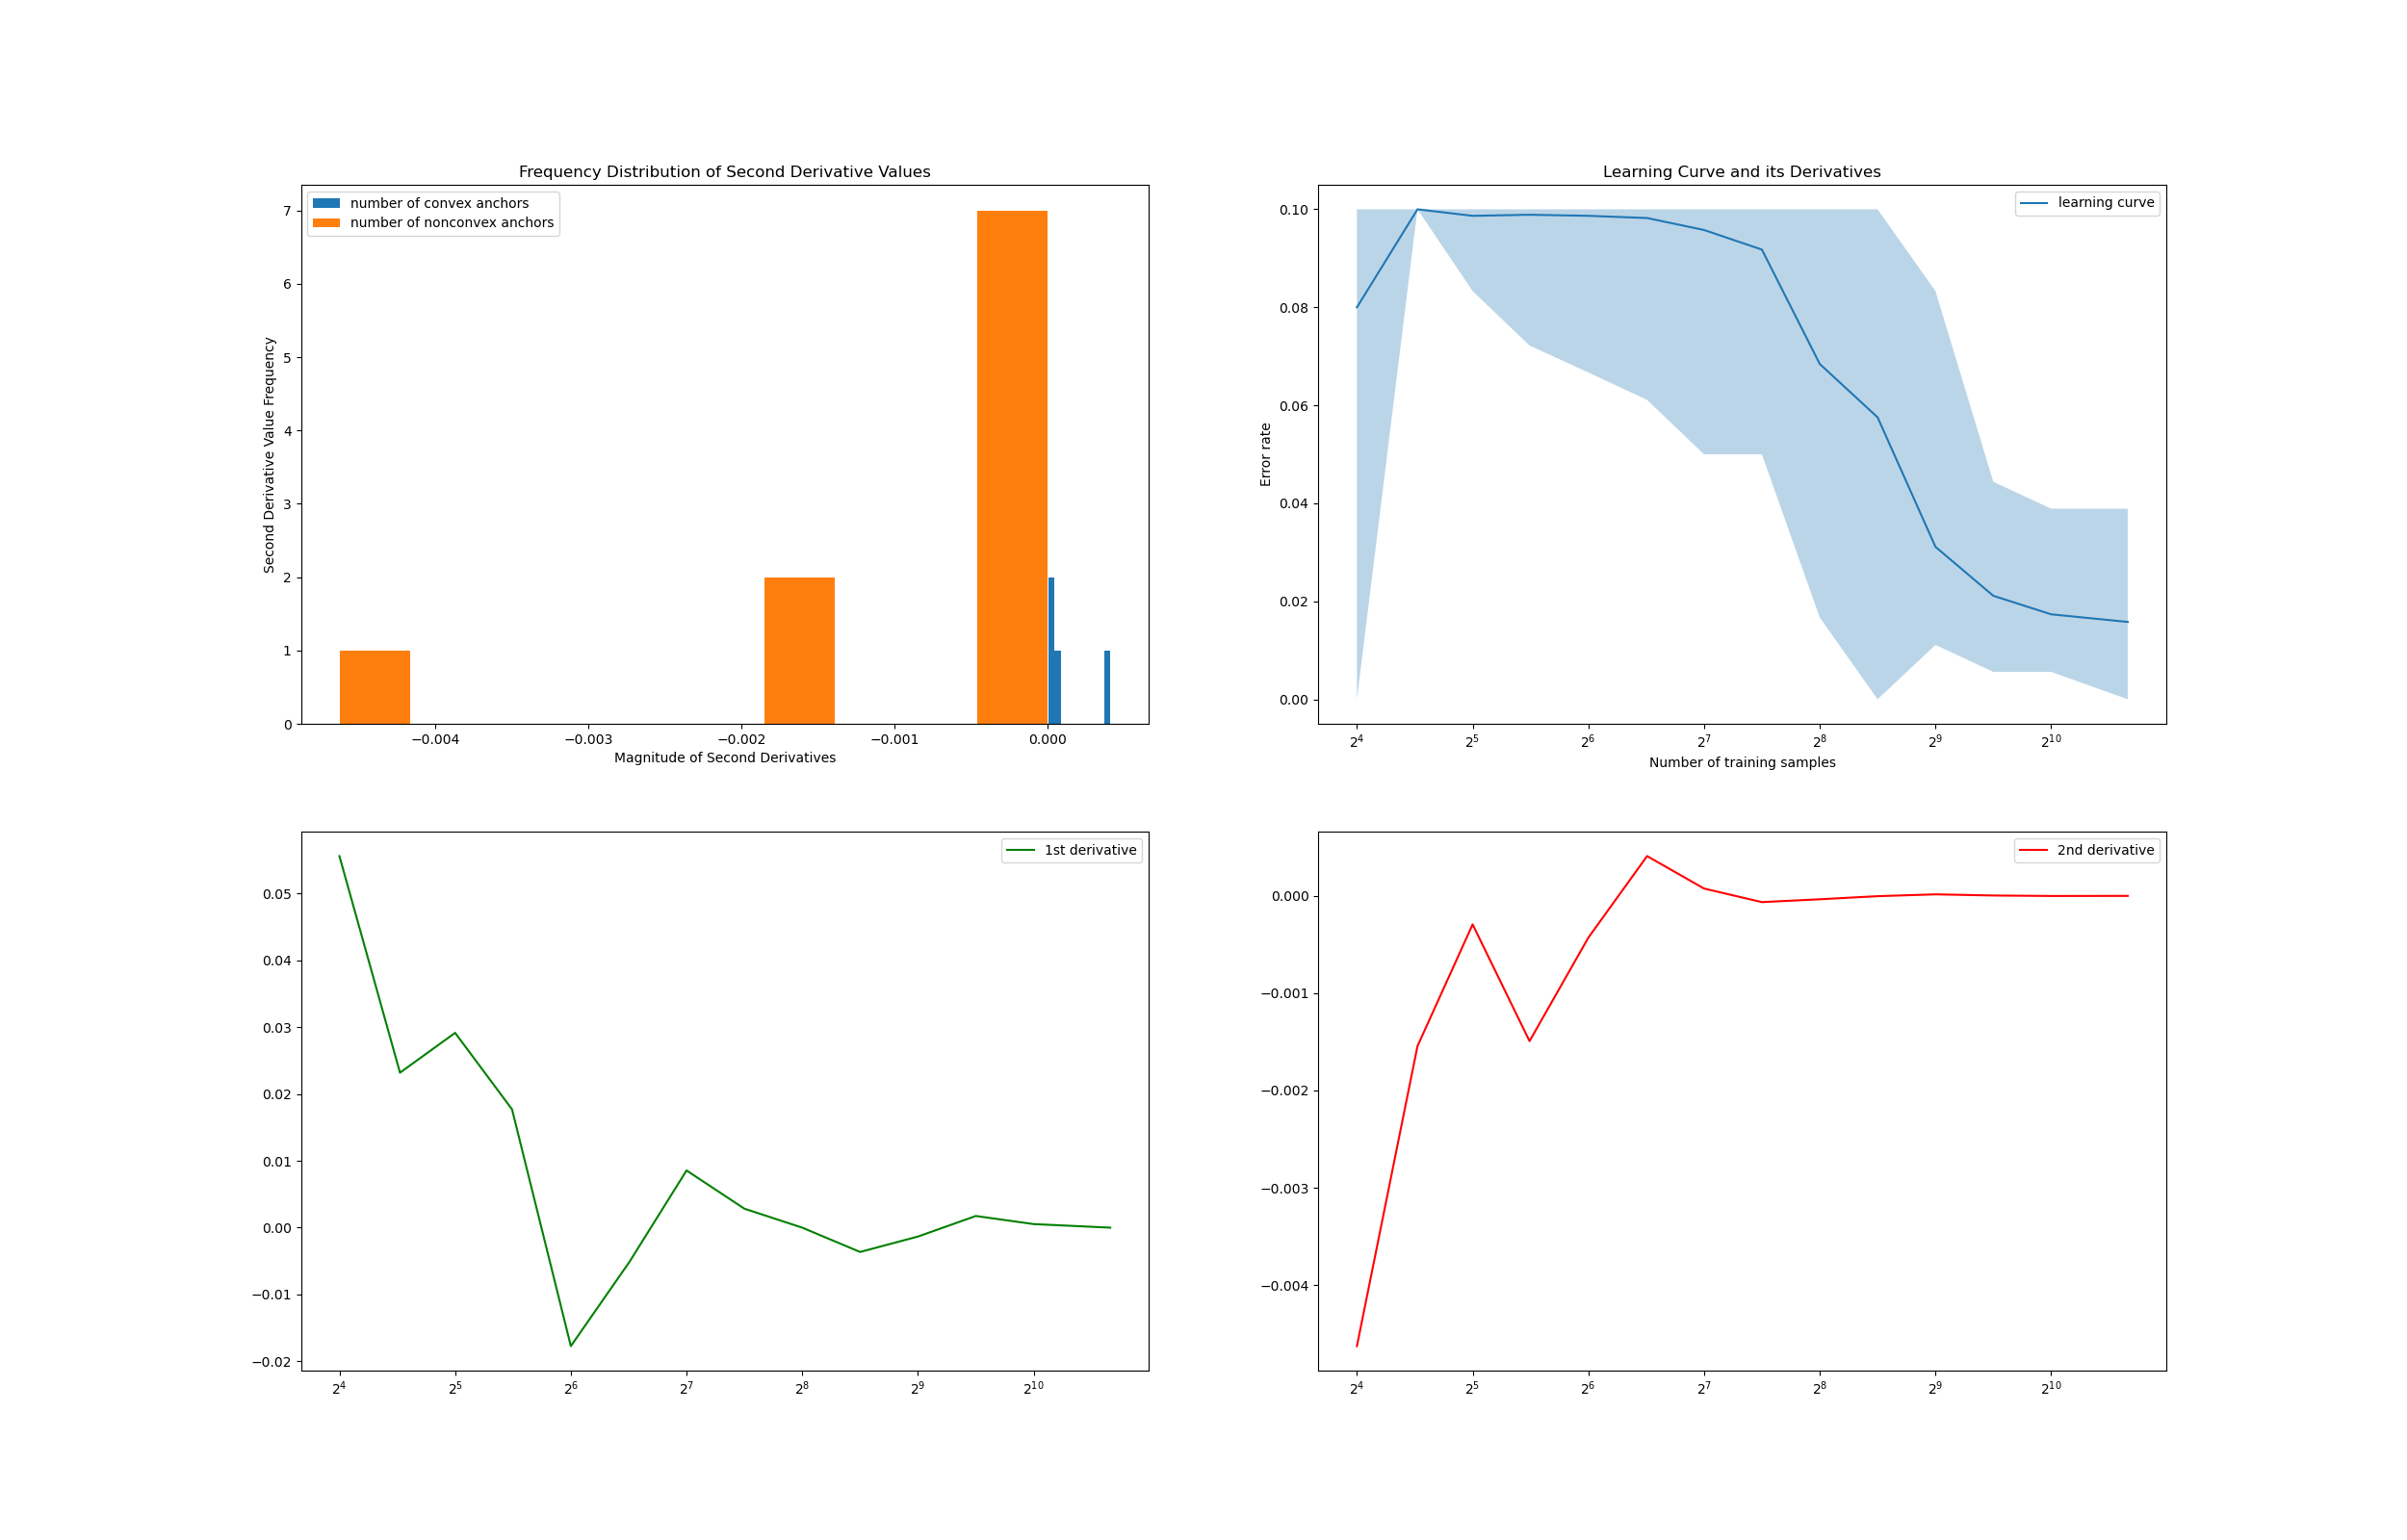 Frequency Distribution of Second Derivative Values
number of convex anchors
number of nonconvex anchors
7
6
5
4
3
2
1
0
Second Derivative Value Frequency
−0.004 −0.003 −0.002 −0.001 0.000
Magnitude of Second Derivatives
Learning Curve and its Derivatives
learning curve
0.10
0.08
0.06
0.04
0.02
0.00
Error rate
2⁴ 2⁵ 2⁶ 2⁷ 2⁸ 2⁹ 2¹⁰
Number of training samples
1st derivative
0.05
0.04
0.03
0.02
0.01
0.00
−0.01
−0.02
2⁴ 2⁵ 2⁶ 2⁷ 2⁸ 2⁹ 2¹⁰
2nd derivative
0.000
−0.001
−0.002
−0.003
−0.004
2⁴ 2⁵ 2⁶ 2⁷ 2⁸ 2⁹ 2¹⁰